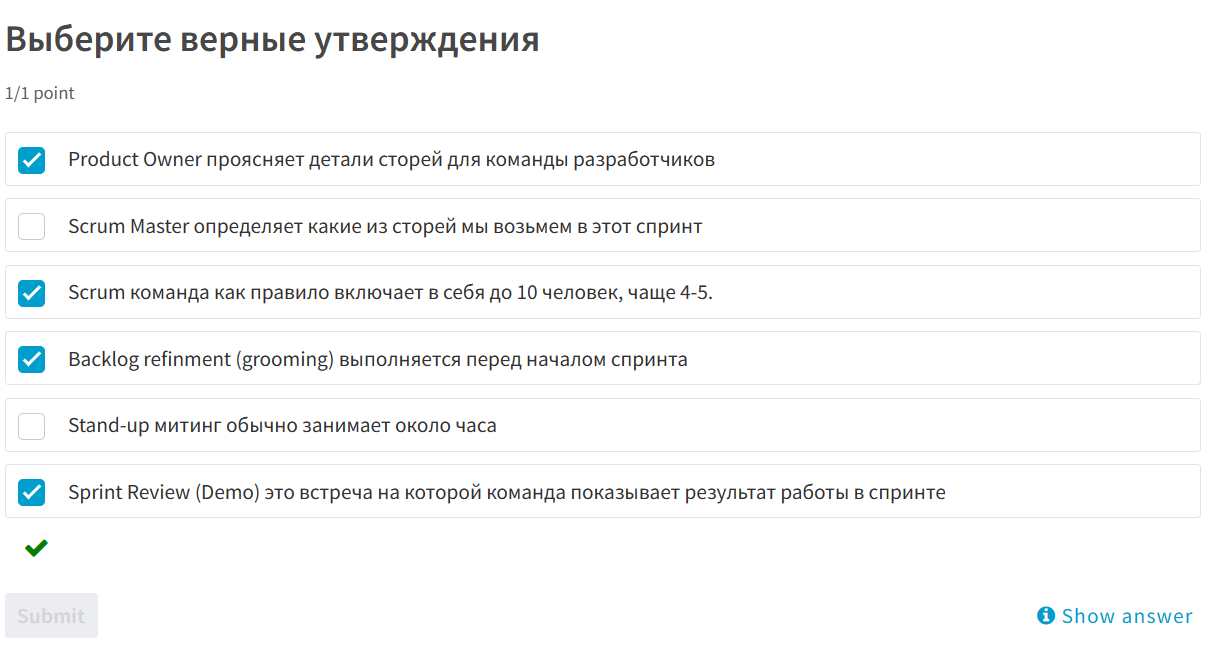 Выберите верные утверждения
1/1 point
Product Owner проясняет детали сторей для команды разработчиков
Scrum Master определяет какие из сторей мы возьмем в этот спринт
Scrum команда как правило включает в себя до 10 человек, чаще 4-5.
Backlog refinment (grooming) выполняется перед началом спринта
Stand-up митинг обычно занимает около часа
Sprint Review (Demo) это встреча на которой команда показывает результат работы в спринте
Submit
Show answer